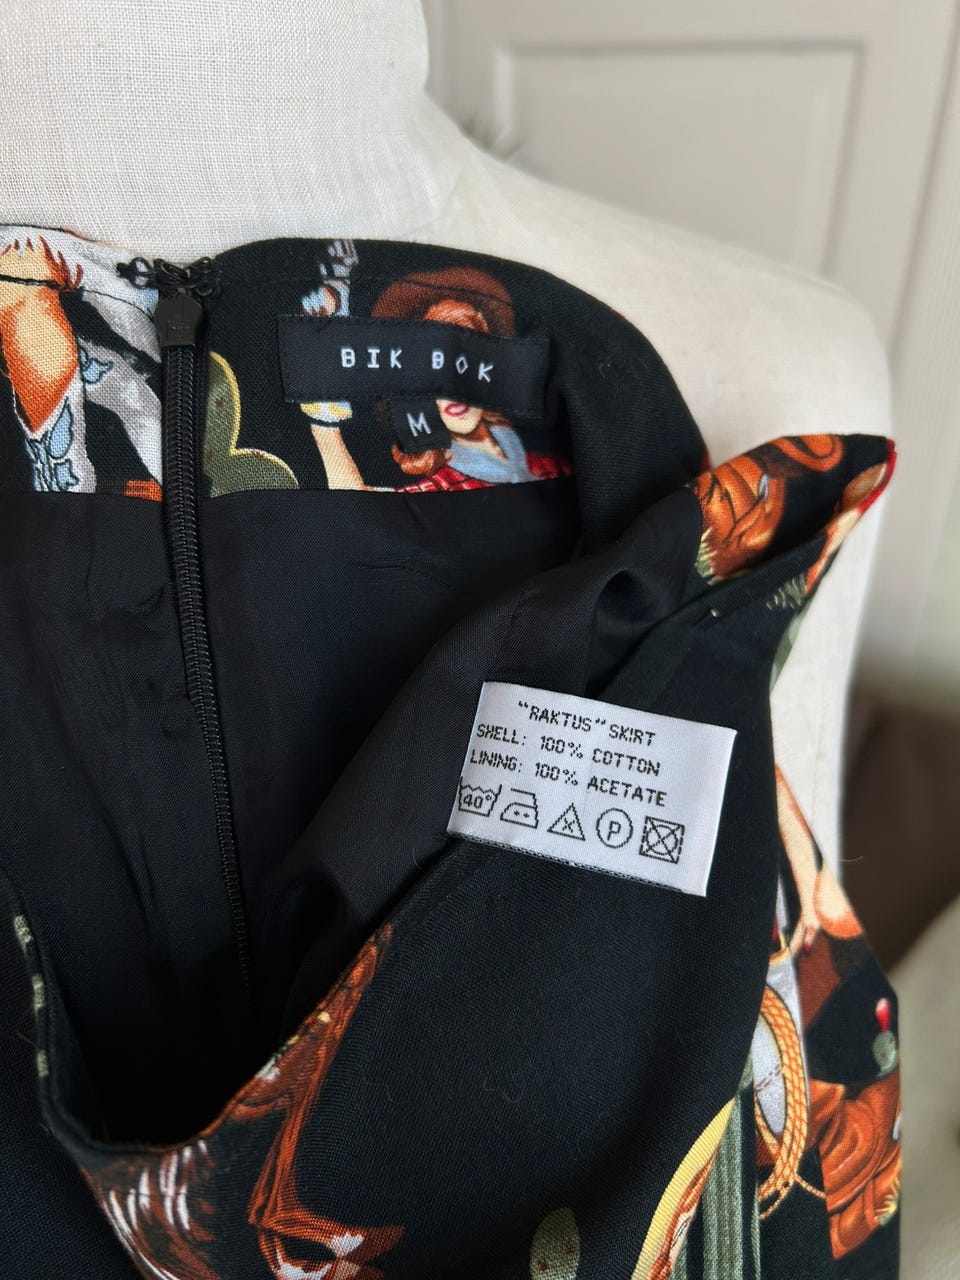 BIK BOK
M
"RAKTUS" SKIRT
SHELL: 100% COTTON
LINING: 100% ACETATE
40° P